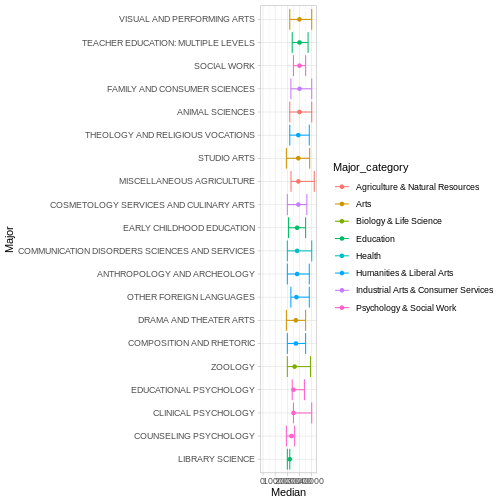 VISUAL AND PERFORMING ARTS
TEACHER EDUCATION: MULTIPLE LEVELS
SOCIAL WORK
FAMILY AND CONSUMER SCIENCES
ANIMAL SCIENCES
THEOLOGY AND RELIGIOUS VOCATIONS
STUDIO ARTS
MISCELLANEOUS AGRICULTURE
COSMETOLOGY SERVICES AND CULINARY ARTS
EARLY CHILDHOOD EDUCATION
COMMUNICATION DISORDERS SCIENCES AND SERVICES
ANTHROPOLOGY AND ARCHEOLOGY
OTHER FOREIGN LANGUAGES
DRAMA AND THEATER ARTS
COMPOSITION AND RHETORIC
ZOOLOGY
EDUCATIONAL PSYCHOLOGY
CLINICAL PSYCHOLOGY
COUNSELING PSYCHOLOGY
LIBRARY SCIENCE
Major
Median
Major_category
Agriculture & Natural Resources
Arts
Biology & Life Science
Education
Health
Humanities & Liberal Arts
Industrial Arts & Consumer Services
Psychology & Social Work